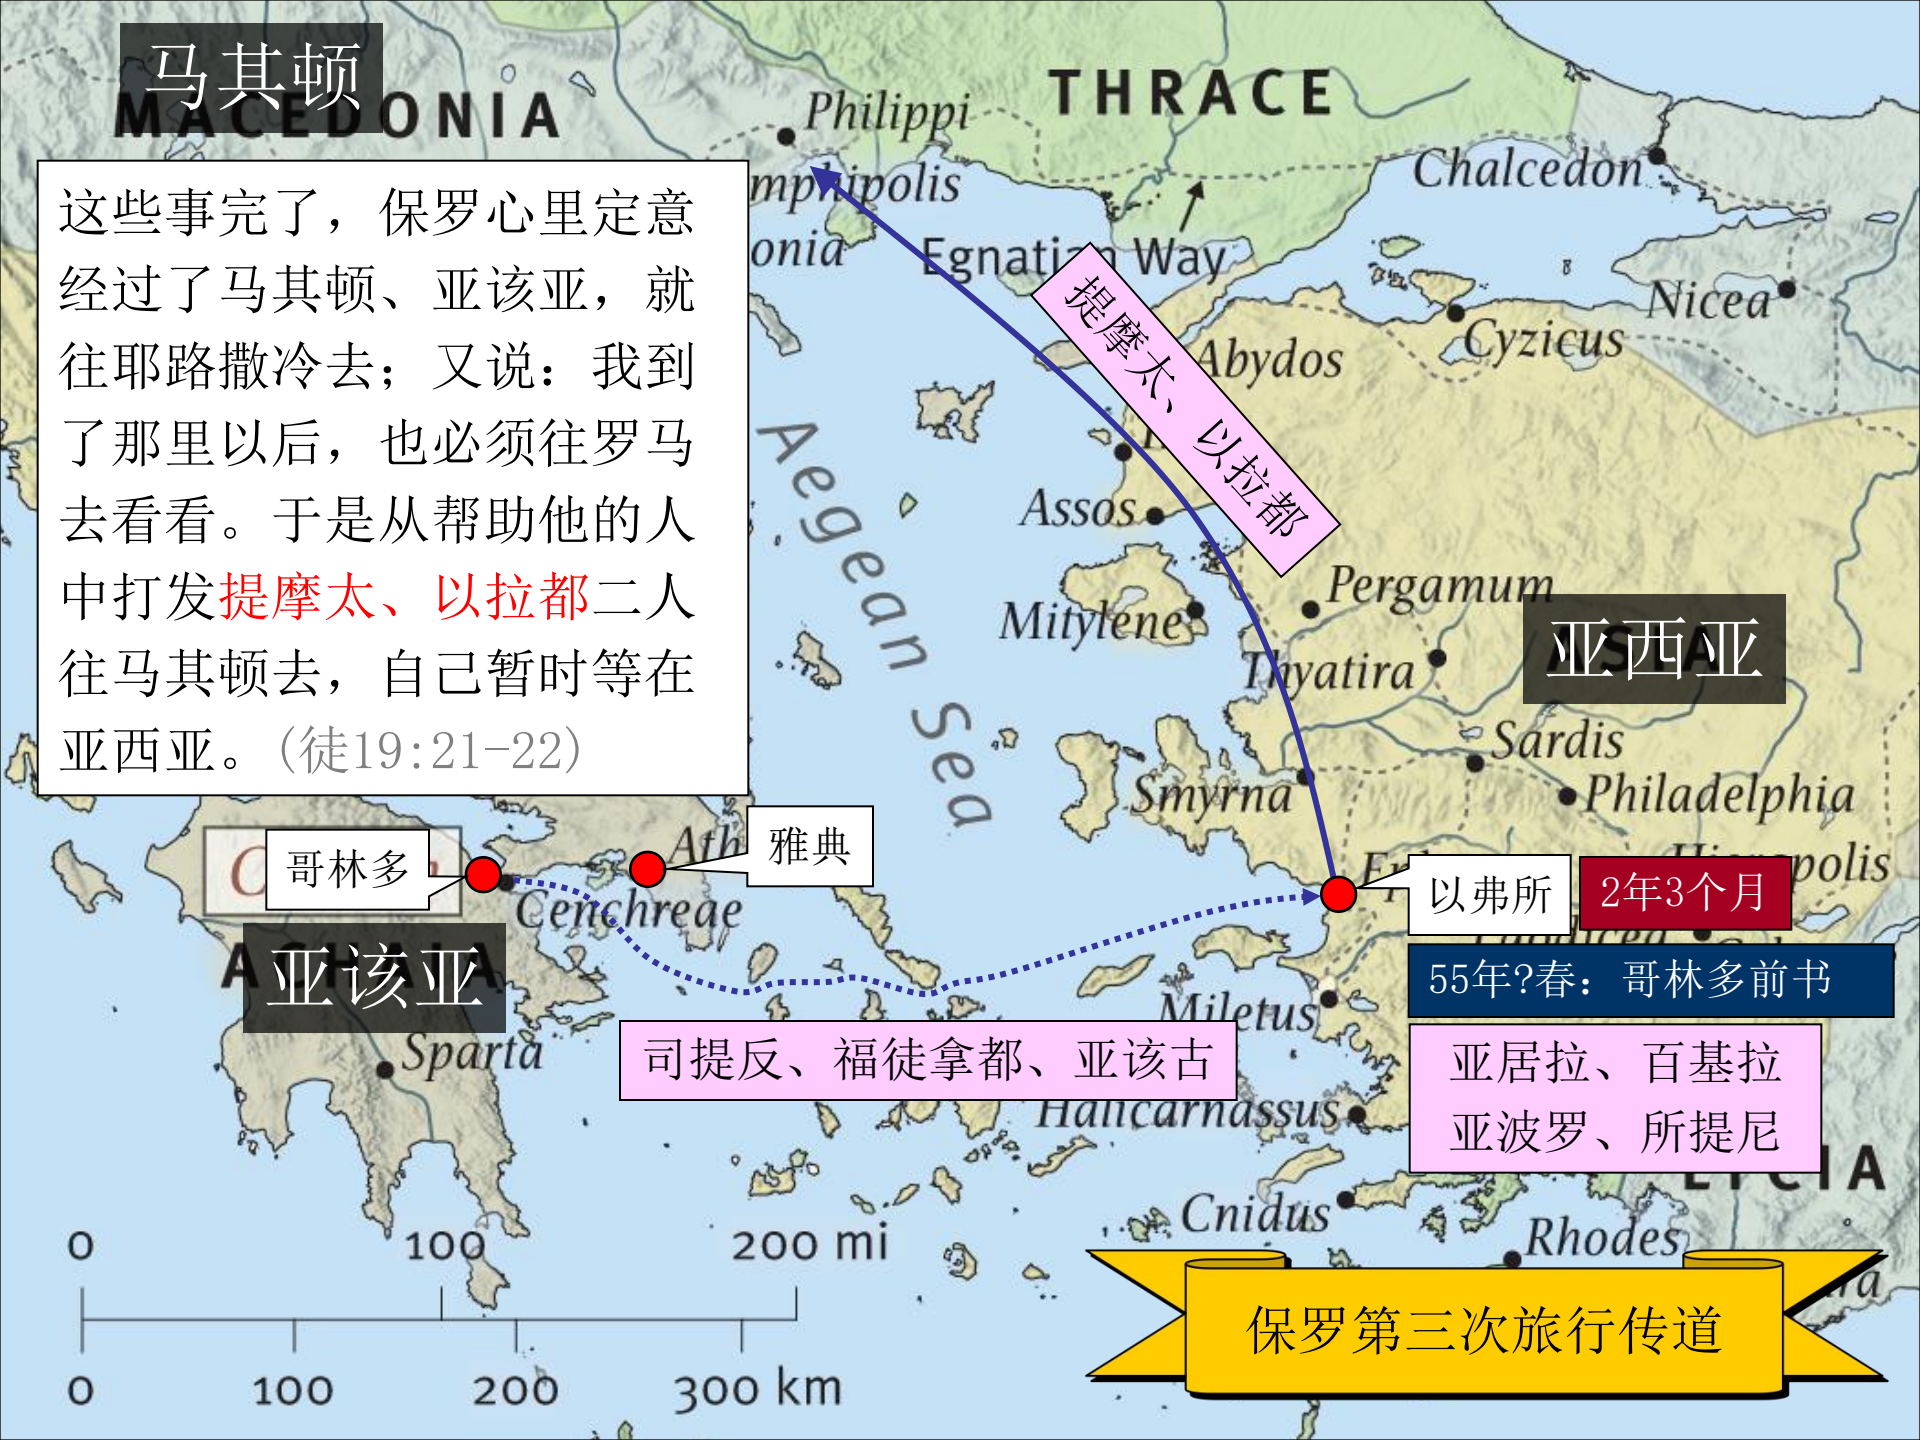 马其顿
MACEDONIA
THRACE
Philippi
Chalcedon
这些事完了，保罗心里定意
经过了马其顿、亚该亚，就
往耶路撒冷去；又说：我到
了那里以后，也必须往罗马
去看看。于是从帮助他的人
中打发提摩太、以拉都二人
往马其顿去，自己暂时等在
亚西亚。(徒19:21-22)
mphipolis
onia
Egnatian Way
Nicea
Cyzicus
Abydos
提摩太、以拉都
Aegean Sea
Assos
Mitylene
Pergamum
Thyatira
亚西亚
ASIA
Sardis
Smyrna
Philadelphia
哥林多
雅典
Ath
Cenchreae
以弗所
2年3个月
Hierapolis
55年?春：哥林多前书
亚该亚
ACHAIA
Sparta
Miletus
司提反、福徒拿都、亚该古
亚居拉、百基拉
亚波罗、所提尼
Halicarnassus
LYCIA
Cnidus
Rhodes
0 100 200 mi
0 100 200 300 km
保罗第三次旅行传道